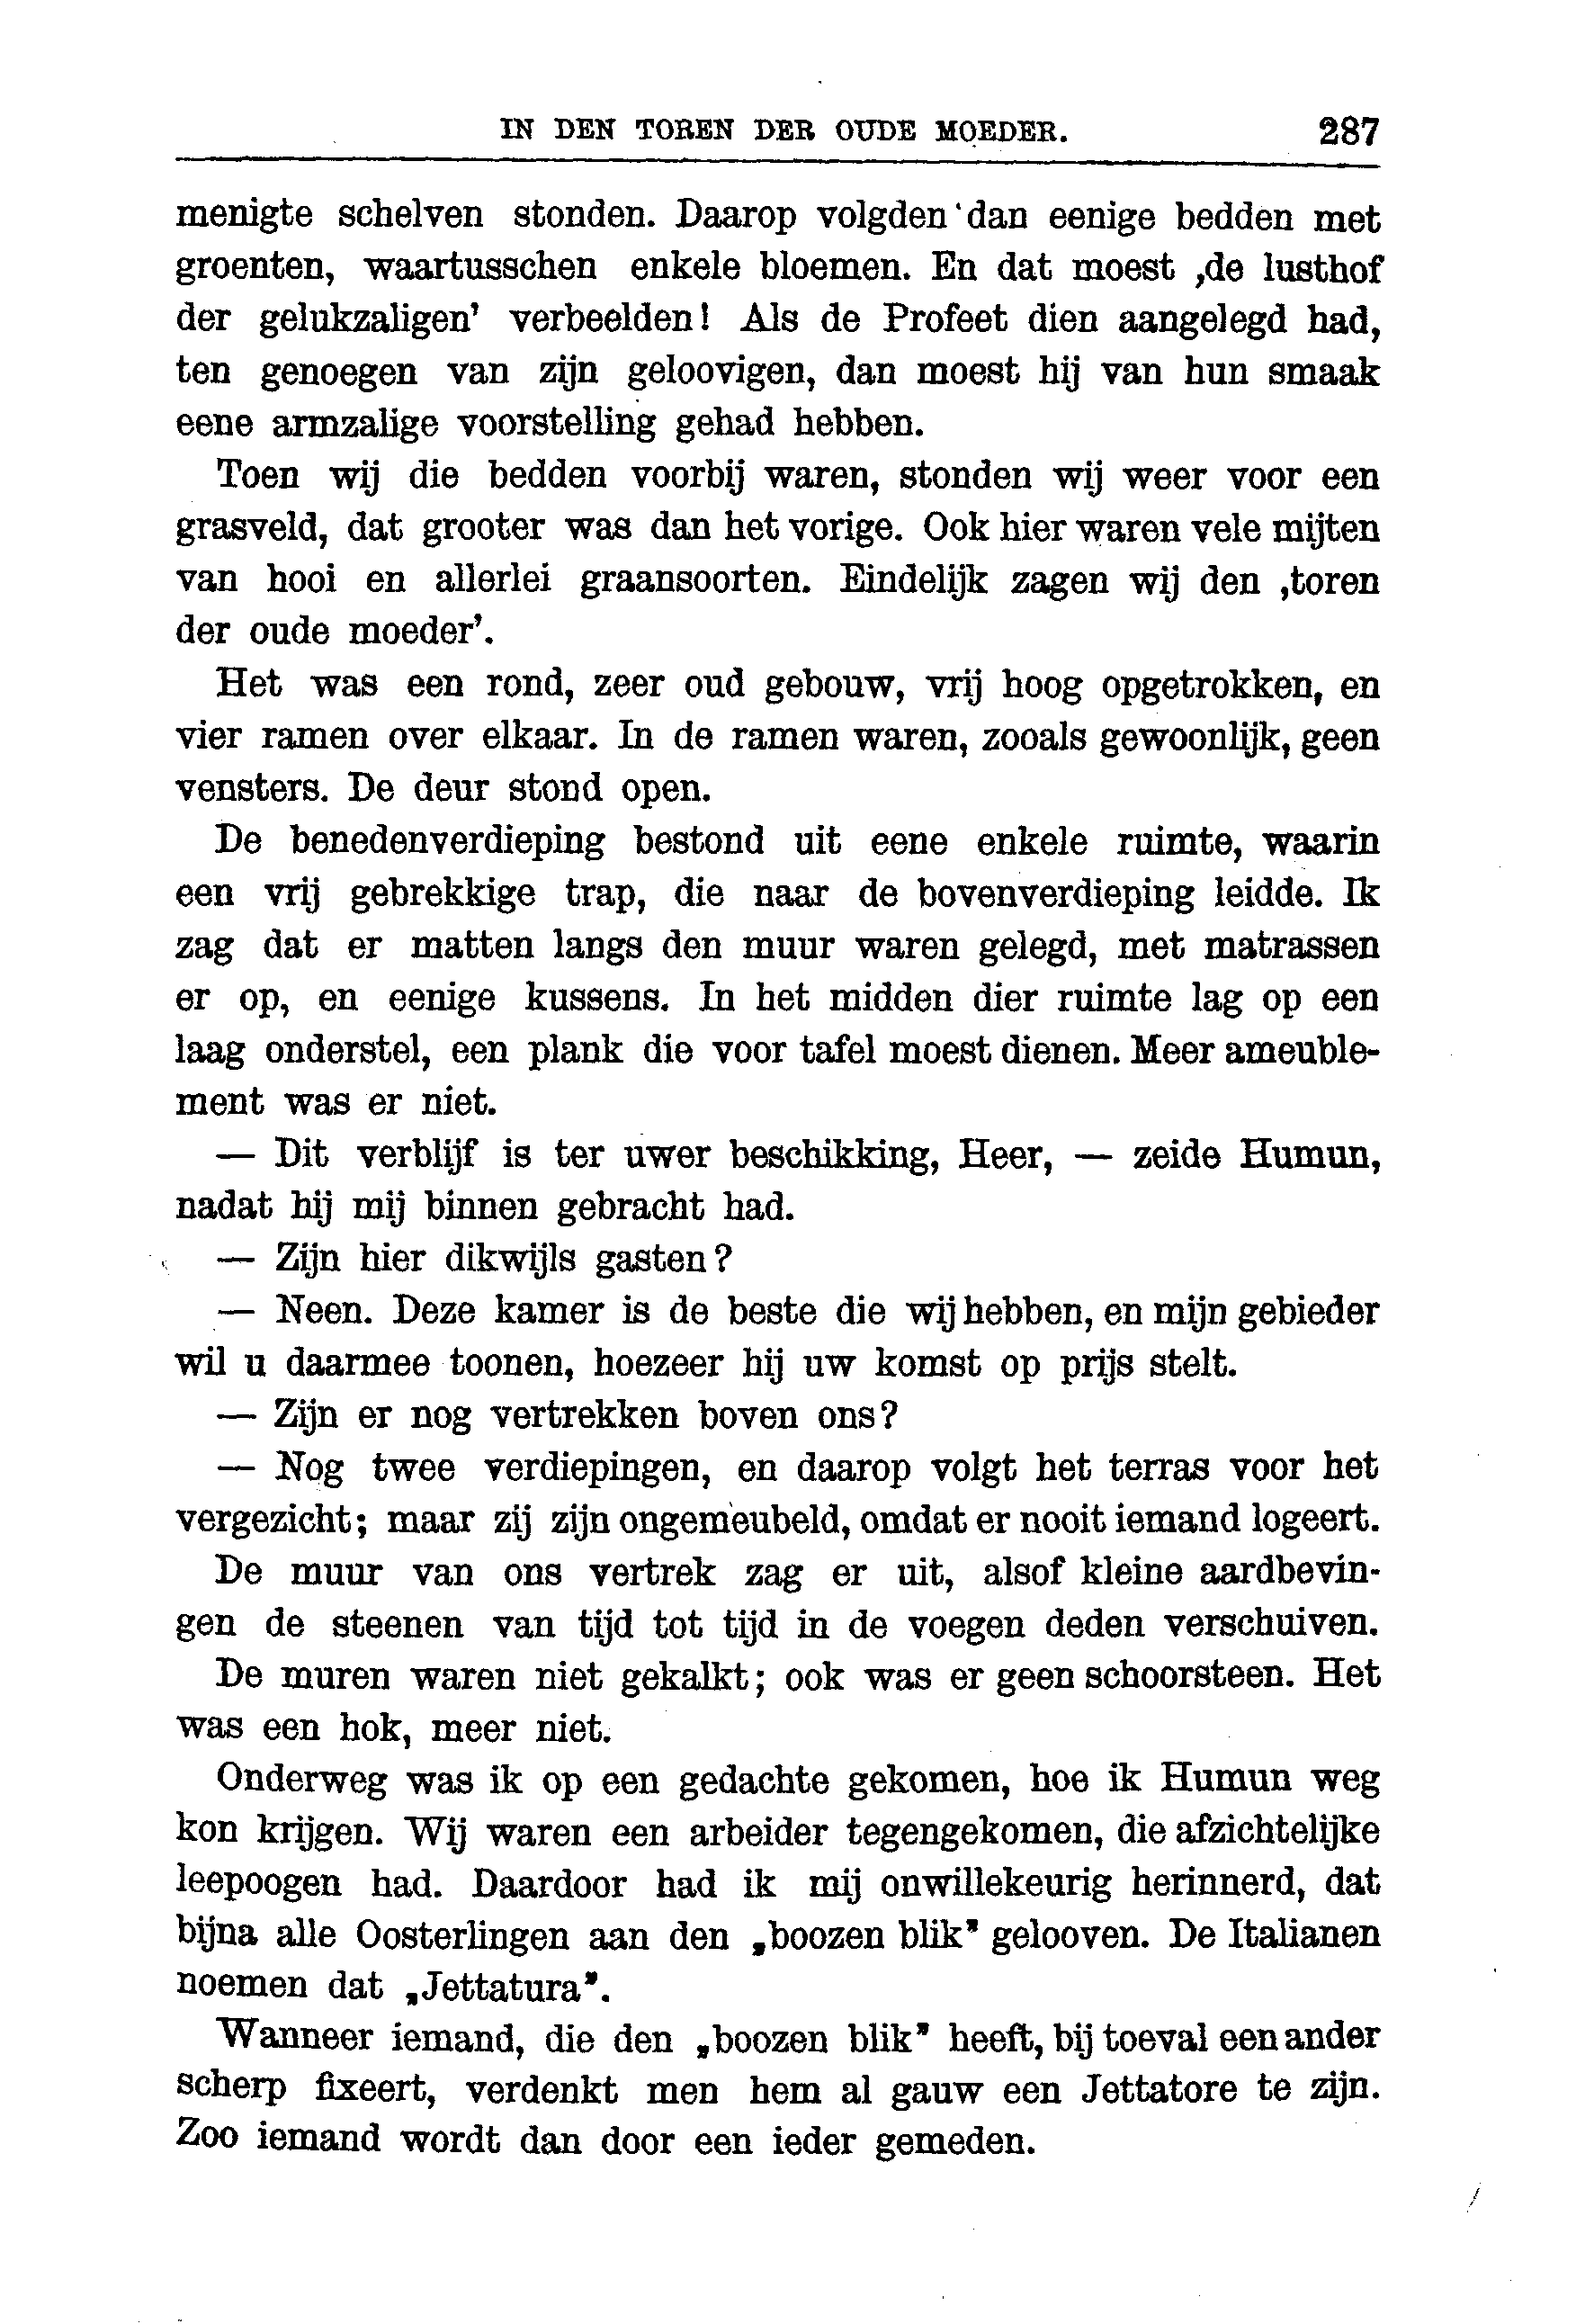 IN DEN TOREN DER OUDE MOEDER. 287
menigte schelven stonden. Daarop volgden dan eenige bedden met
groenten, waartusschen enkele bloemen. En dat moest ‚de lusthof
der gelukzaligen’ verbeelden! Als de Profeet dien aangelegd had,
ten genoegen van zijn geloovigen, dan moest hij van hun smaak
eene armzalige voorstelling gehad hebben.
Toen wij die bedden voorbij waren, stonden wij weer voor een
grasveld, dat grooter was dan het vorige. Ook hier waren vele mijten
van hooi en allerlei graansoorten. Eindelijk zagen wij den ‚toren
der oude moeder’.
Het was een rond, zeer oud gebouw, vrij hoog opgetrokken, en
vier ramen over elkaar. In de ramen waren, zooals gewoonlijk, geen
vensters. De deur stond open.
De benedenverdieping bestond uit eene enkele ruimte, waarin
een vrij gebrekkige trap, die naar de bovenverdieping leidde. Ik
zag dat er matten langs den muur waren gelegd, met matrassen
er op, en eenige kussens. In het midden dier ruimte lag op een
laag onderstel, een plank die voor tafel moest dienen. Meer ameuble-
ment was er niet.
— Dit verblijf is ter uwer beschikking, Heer, — zeide Humun,
nadat hij mij binnen gebracht had.
— Zijn hier dikwijls gasten?
— Neen. Deze kamer is de beste die wij hebben, en mijn gebieder
wil u daarmee toonen, hoezeer hij uw komst op prijs stelt.
— Zijn er nog vertrekken boven ons?
— Nog twee verdiepingen, en daarop volgt het terras voor het
vergezicht; maar zij zijn ongemeubeld, omdat er nooit iemand logeert.
De muur van ons vertrek zag er uit, alsof kleine aardbevin-
gen de steenen van tijd tot tijd in de voegen deden verschuiven.
De muren waren niet gekalkt; ook was er geen schoorsteen. Het
was een hok, meer niet.
Onderweg was ik op een gedachte gekomen, hoe ik Humun weg
kon krijgen. Wij waren een arbeider tegengekomen, die afzichtelijke
leepoogen had. Daardoor had ik mij onwillekeurig herinnerd, dat
bijna alle Oosterlingen aan den „boozen blik” gelooven. De Italianen
noemen dat „Jettatura”.
Wanneer iemand, die den „boozen blik” heeft, bij toeval een ander
scherp fixeert, verdenkt men hem al gauw een Jettatore te zijn.
Zoo iemand wordt dan door een ieder gemeden.